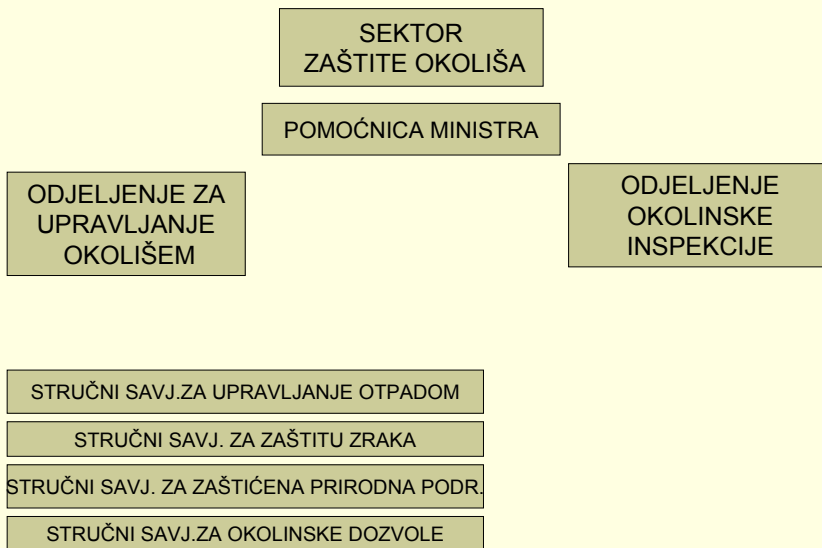 SEKTOR
ZAŠTITE OKOLIŠA
POMOĆNICA MINISTRA
ODJELJENJE ZA
UPRAVLJANJE
OKOLIŠEM
ODJELJENJE
OKOLINSKE
INSPEKCIJE
STRUČNI SAVJ.ZA UPRAVLJANJE OTPADOM
STRUČNI SAVJ. ZA ZAŠTITU ZRAKA
STRUČNI SAVJ. ZA ZAŠTIĆENA PRIRODNA PODR.
STRUČNI SAVJ.ZA OKOLINSKE DOZVOLE